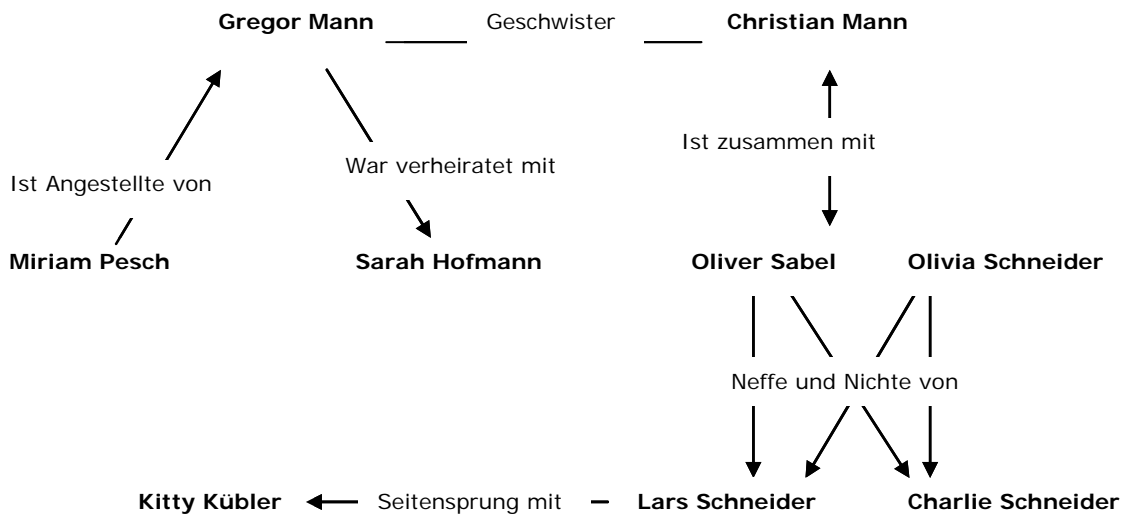 Gregor Mann Geschwister Christian Mann
Ist zusammen mit
War verheiratet mit
Ist Angestellte von
Miriam Pesch Sarah Hofmann Oliver Sabel Olivia Schneider
Neffe und Nichte von
Kitty Kübler Seitensprung mit Lars Schneider Charlie Schneider